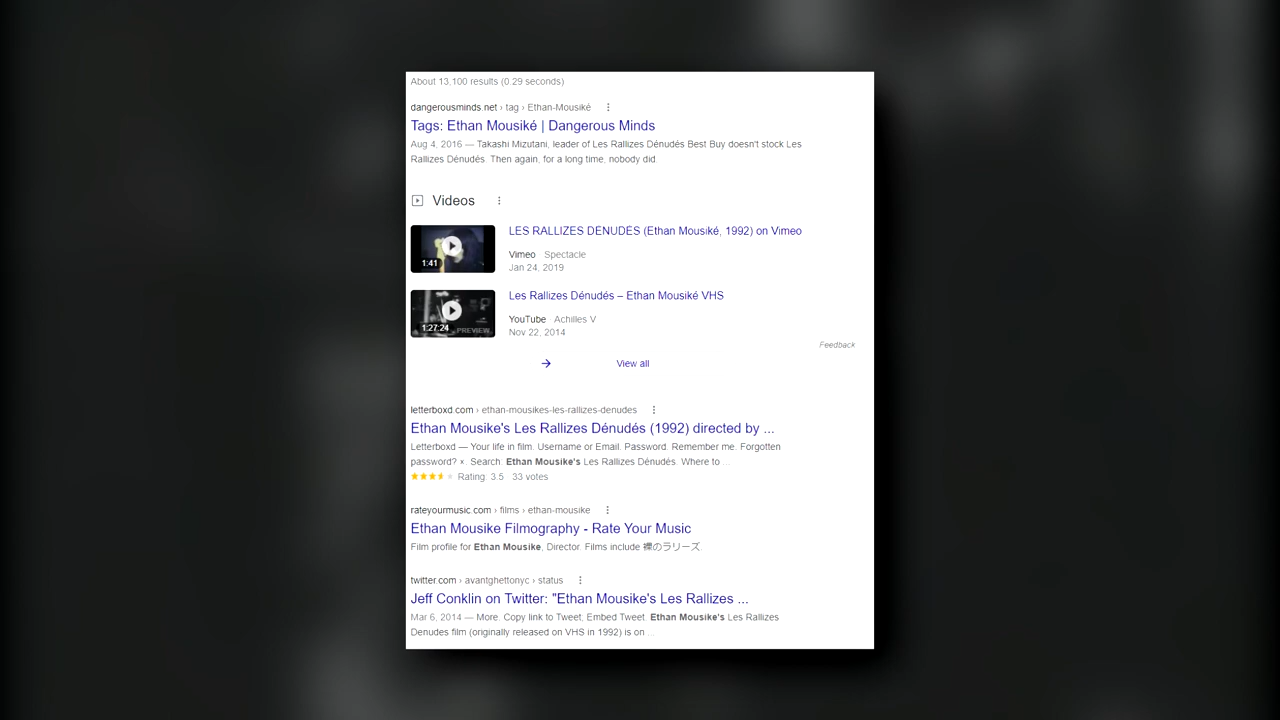 About 13,100 results (0.29 seconds)
dangerousminds.net › tag › Ethan-Mousiké
Tags: Ethan Mousiké | Dangerous Minds
Aug 4, 2016 — Takashi Mizutani, leader of Les Rallizes Dénudés Best Buy doesn't stock Les
Rallizes Dénudés. Then again, for a long time, nobody did.
Videos
LES RALLIZES DENUDES (Ethan Mousiké, 1992) on Vimeo
Vimeo · Spectacle
1:41
Jan 24, 2019
Les Rallizes Dénudés – Ethan Mousiké VHS
YouTube · Achilles V
1:27:24 PREVIEW
Nov 22, 2014
Feedback
→ View all
letterboxd.com › ethan-mousikes-les-rallizes-denudes
Ethan Mousike's Les Rallizes Dénudés (1992) directed by ...
Letterboxd — Your life in film. Username or Email. Password. Remember me. Forgotten
password? ×. Search: Ethan Mousike's Les Rallizes Dénudés. Where to ...
Rating: 3.5 · 33 votes
rateyourmusic.com › films › ethan-mousike
Ethan Mousike Filmography - Rate Your Music
Film profile for Ethan Mousike, Director. Films include 裸のラリーズ.
twitter.com › avantghettonyc › status
Jeff Conklin on Twitter: "Ethan Mousike's Les Rallizes ...
Mar 6, 2014 — More. Copy link to Tweet; Embed Tweet. Ethan Mousike's Les Rallizes
Denudes film (originally released on VHS in 1992) is on ...